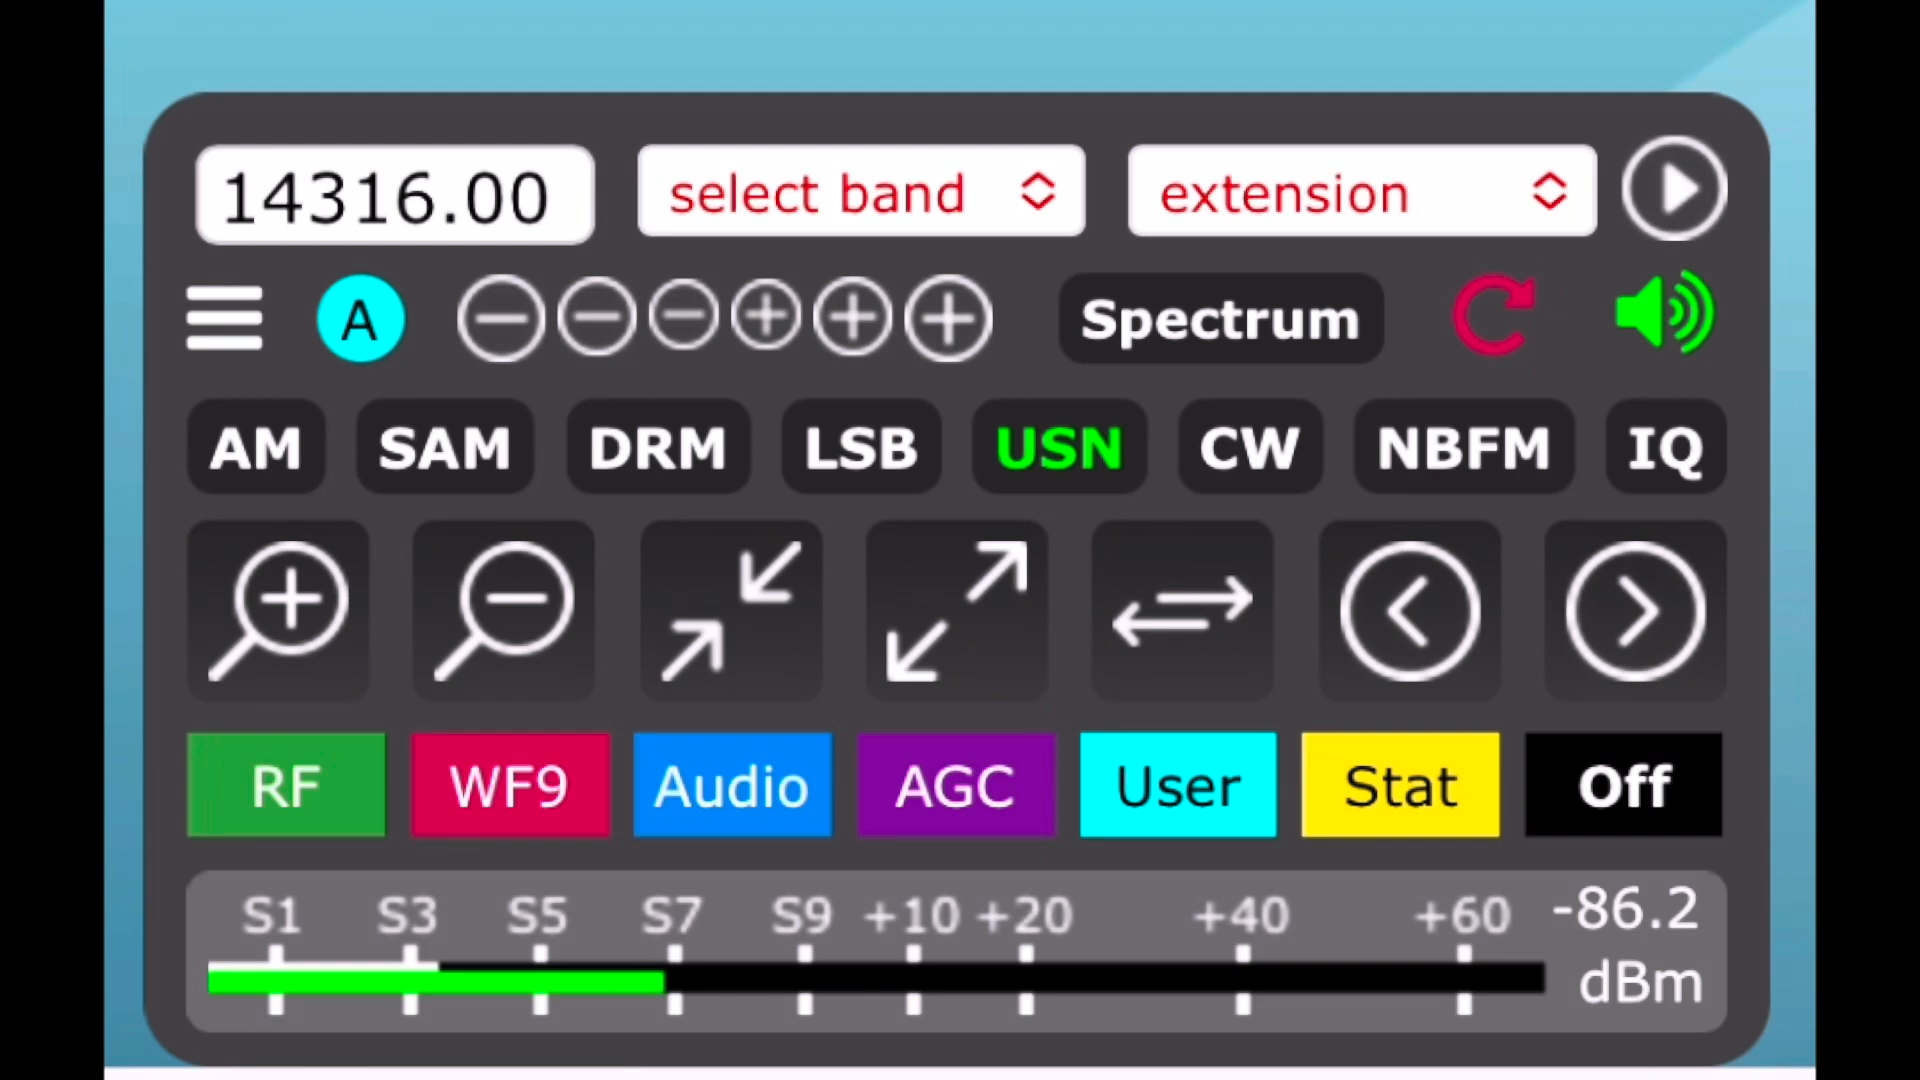 14316.00 select band extension
A Spectrum
AM SAM DRM LSB USN CW NBFM IQ
RF WF9 Audio AGC User Stat Off
S1 S3 S5 S7 S9 +10 +20 +40 +60 -86.2
dBm